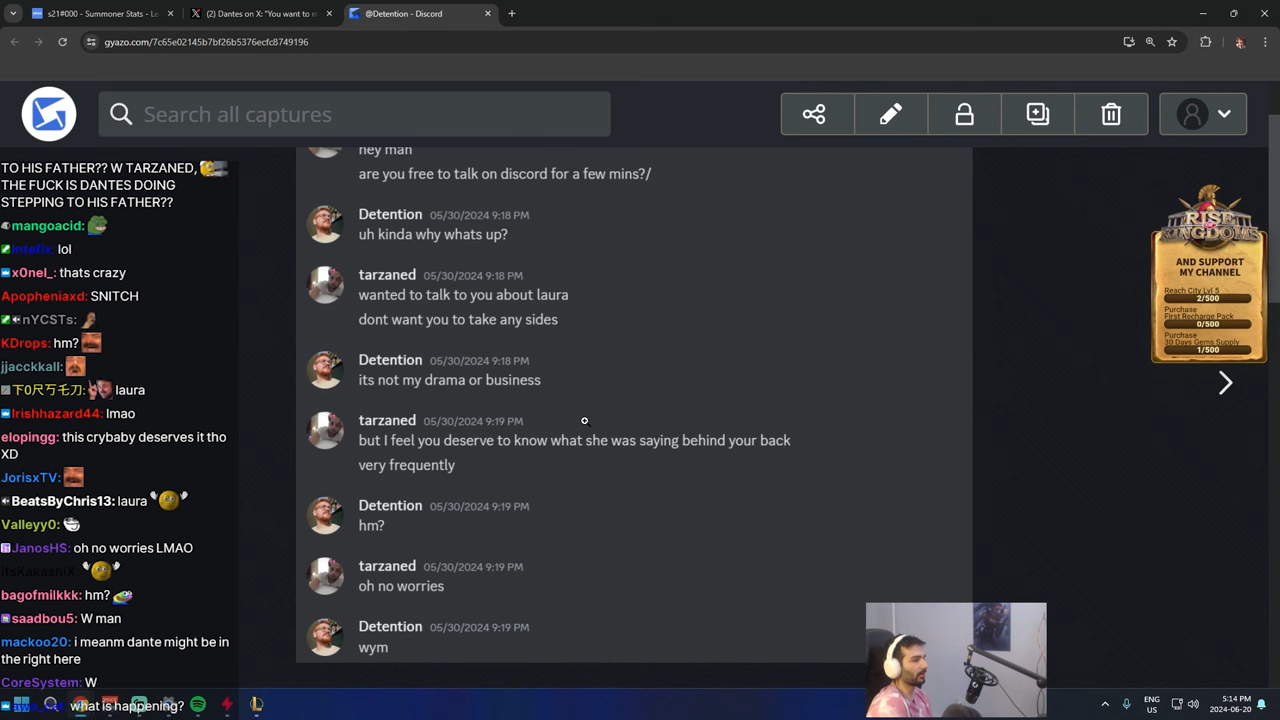 s21#000 - Summoner Stats - Le
(2) Dantes on X: "You want to m
@Detention - Discord
gyazo.com/7c65e02145b7bf26b5376ecfc8749196
Search all captures
TO HIS FATHER?? W TARZANED,
THE FUCK IS DANTES DOING
STEPPING TO HIS FATHER??
mangoacid:
Intefix: lol
x0nel_: thats crazy
Apopheniaxd: SNITCH
nYCSTs:
KDrops: hm?
jjacckkall:
laura
Irishhazard44: lmao
elopingg: this crybaby deserves it tho
XD
JorisxTV:
BeatsByChris13: laura
Valleyy0:
JanosHS: oh no worries LMAO
itsKakashiX:
bagofmilkkk: hm?
saadbou5: W man
mackoo20: i meanm dante might be in
the right here
CoreSystem: W
what is happening?
hey man
are you free to talk on discord for a few mins?/
Detention 05/30/2024 9:18 PM
uh kinda why whats up?
tarzaned 05/30/2024 9:18 PM
wanted to talk to you about laura
dont want you to take any sides
Detention 05/30/2024 9:18 PM
its not my drama or business
tarzaned 05/30/2024 9:19 PM
but I feel you deserve to know what she was saying behind your back
very frequently
Detention 05/30/2024 9:19 PM
hm?
tarzaned 05/30/2024 9:19 PM
oh no worries
Detention 05/30/2024 9:19 PM
wym
RISE OF
KINGDOMS
AND SUPPORT
MY CHANNEL
Reach City Lvl 5
2/500
Purchase
First Recharge Pack
0/500
Purchase
30 Days Gems Supply
1/500
ENG
US
5:14 PM
2024-06-20